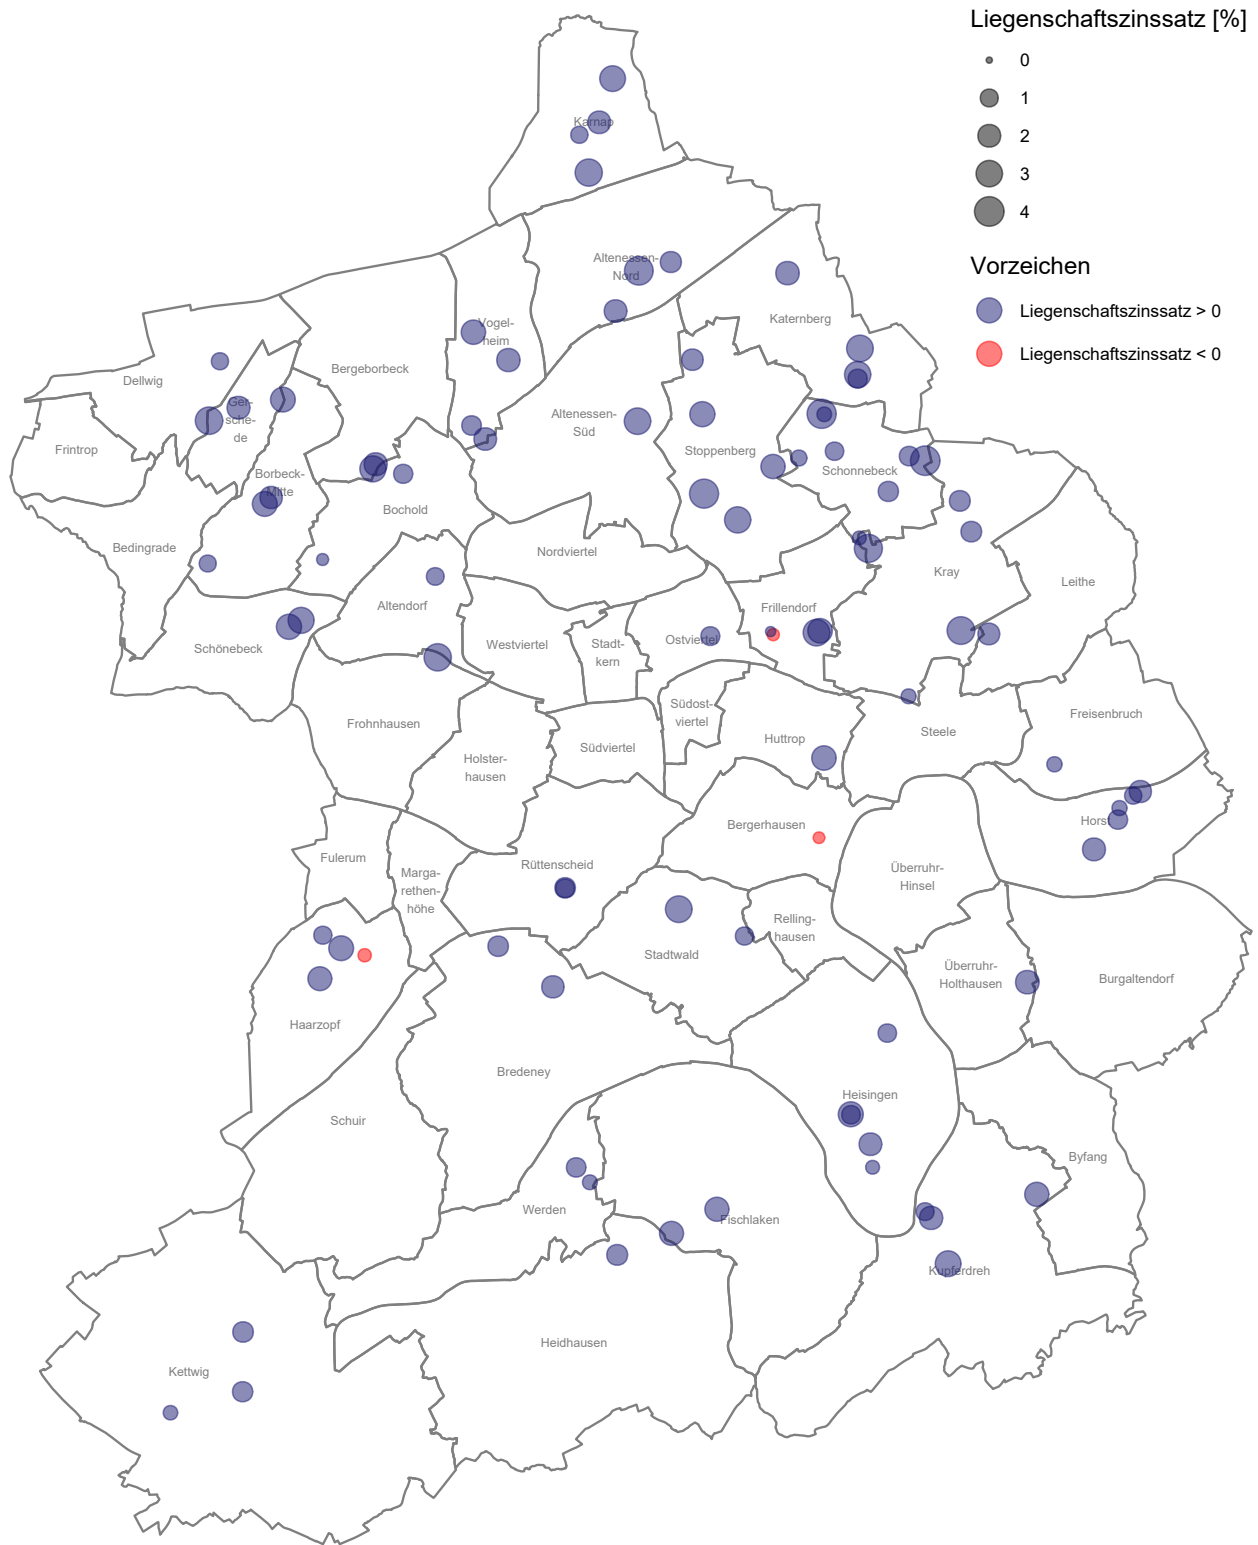 Liegenschaftszinssatz [%]
0
1
2
3
4
Vorzeichen
Liegenschaftszinssatz > 0
Liegenschaftszinssatz < 0
Karnap
Altenessen-
Nord
Katernberg
Vogel-
heim
Bergeborbeck
Dellwig
Ger-
sche-
de
Frintrop
Altenessen-
Süd
Stoppenberg
Schonnebeck
Borbeck-
Mitte
Bochold
Bedingrade
Nordviertel
Kray
Leithe
Altendorf
Frillendorf
Schönebeck
Westviertel
Stadt-
kern
Ostviertel
Frohnhausen
Südost-
viertel
Freisenbruch
Steele
Huttrop
Südviertel
Holster-
hausen
Bergerhausen
Horst
Fulerum
Rüttenscheid
Marga-
rethen-
höhe
Überruhr-
Hinsel
Relling-
hausen
Stadtwald
Überruhr-
Holthausen
Burgaltendorf
Haarzopf
Bredeney
Heisingen
Schuir
Byfang
Werden
Fischlaken
Kupferdreh
Heidhausen
Kettwig